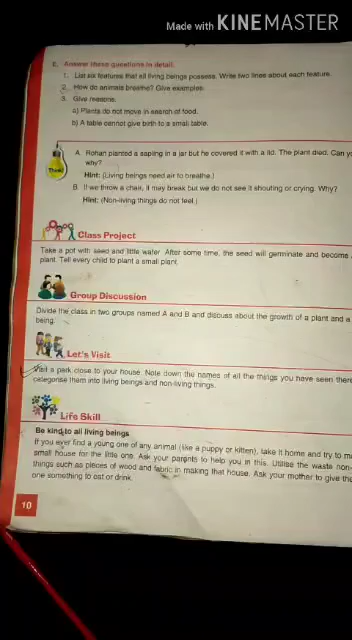 Made with KINEMASTER
C. Answer these questions in detail.
1. List six features that all living beings possess. Write two lines about each feature.
2. How do animals breathe? Give examples.
3. Give reasons.
a) Plants do not move in search of food.
b) A table cannot give birth to a small table.
Think!
A. Rohan planted a sapling in a jar but he covered it with a lid. The plant died. Can yo
why?
Hint: (Living beings need air to breathe.)
B. If we throw a chair, it may break but we do not see it shouting or crying. Why?
Hint: (Non-living things do not feel.)
Class Project
Take a pot with seed and little water. After some time, the seed will germinate and become
plant. Tell every child to plant a small plant.
Group Discussion
Divide the class in two groups named A and B and discuss about the growth of a plant and a
being.
Let's Visit
Visit a park close to your house. Note down the names of all the things you have seen there
categorise them into living beings and non-living things.
Life Skill
Be kind to all living beings
If you ever find a young one of any animal (like a puppy or kitten), take it home and try to m
small house for the little one. Ask your parents to help you in this. Utilise the waste non-
things such as pieces of wood and fabric in making that house. Ask your mother to give the
one something to eat or drink.
10